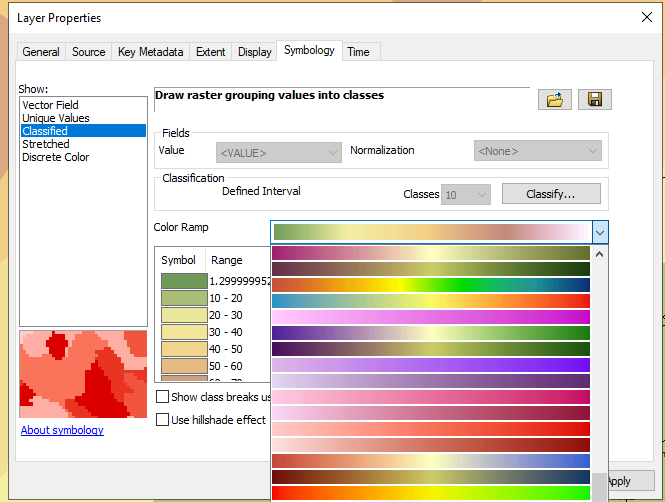 Layer Properties
General Source Key Metadata Extent Display Symbology Time
Show:
Vector Field
Unique Values
Classified
Stretched
Discrete Color
About symbology
Draw raster grouping values into classes
Fields
Value <VALUE> Normalization <None>
Classification
Defined Interval Classes 10 Classify...
Color Ramp
Symbol Range
1.299999952
10 - 20
20 - 30
30 - 40
40 - 50
50 - 60
Show class breaks us
Use hillshade effect
pply